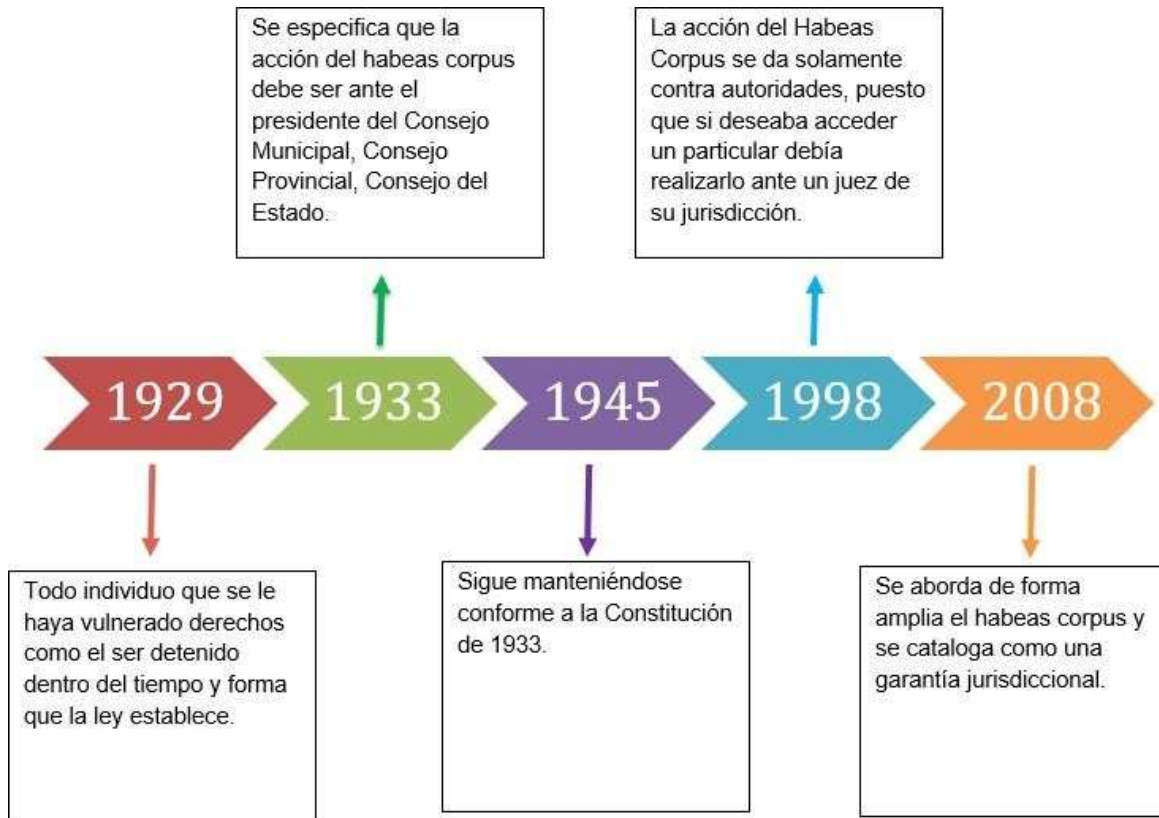 Se especifica que la
acción del habeas corpus
debe ser ante el
presidente del Consejo
Municipal, Consejo
Provincial, Consejo del
Estado.
La acción del Habeas
Corpus se da solamente
contra autoridades, puesto
que si deseaba acceder
un particular debía
realizarlo ante un juez de
su jurisdicción.
1929
1933
1945
1998
2008
Todo individuo que se le
haya vulnerado derechos
como el ser detenido
dentro del tiempo y forma
que la ley establece.
Sigue manteniéndose
conforme a la Constitución
de 1933.
Se aborda de forma
amplia el habeas corpus y
se cataloga como una
garantía jurisdiccional.